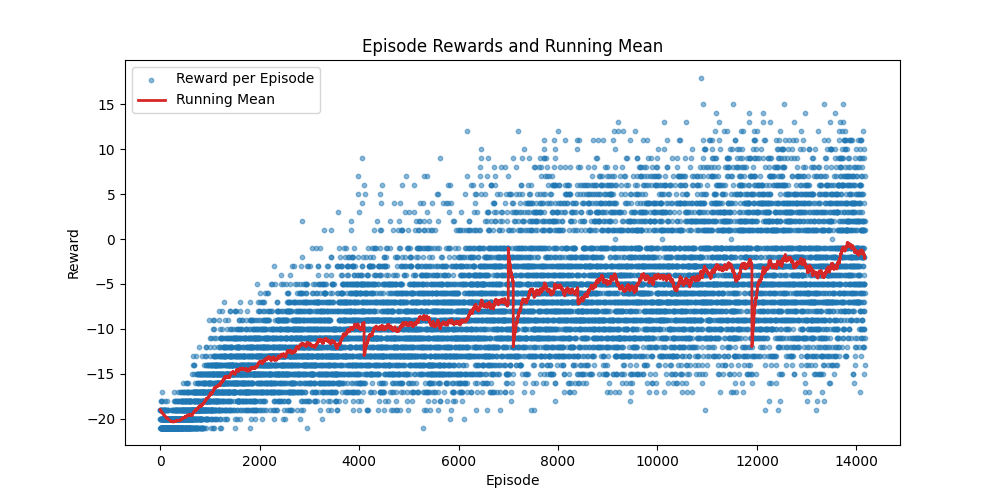 Episode Rewards and Running Mean
Reward per Episode
Running Mean
Reward
15
10
5
0
−5
−10
−15
−20
0 2000 4000 6000 8000 10000 12000 14000
Episode